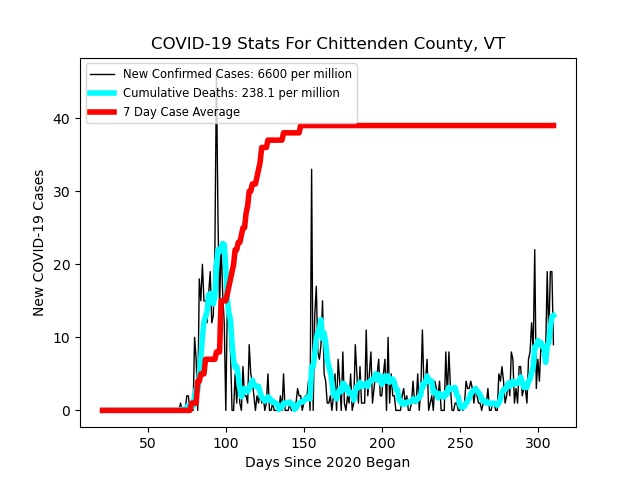 COVID-19 Stats For Chittenden County, VT
New Confirmed Cases: 6600 per million
Cumulative Deaths: 238.1 per million
7 Day Case Average
New COVID-19 Cases
40
30
20
10
0
50 100 150 200 250 300
Days Since 2020 Began